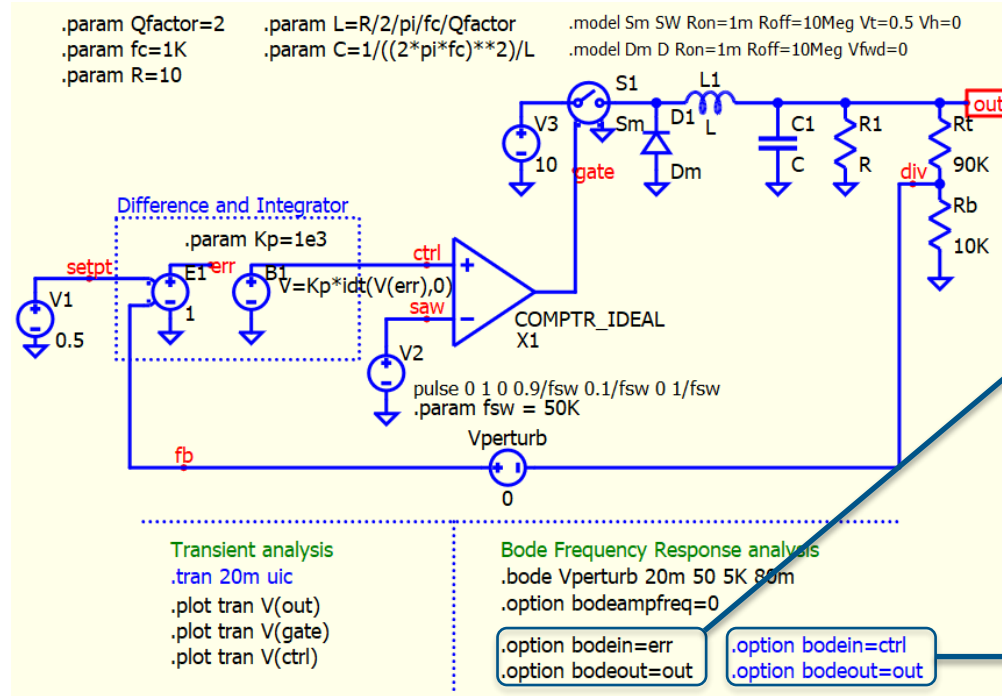 .param Qfactor=2
.param fc=1K
.param R=10
.param L=R/2/pi/fc/Qfactor
.param C=1/((2*pi*fc)**2)/L
.model Sm SW Ron=1m Roff=10Meg Vt=0.5 Vh=0
.model Dm D Ron=1m Roff=10Meg Vfwd=0
S1
Sm
V3
10
gate
D1
Dm
L1
L
C1
C
R1
R
out
Rt
90K
div
Rb
10K
Difference and Integrator
.param Kp=1e3
setpt
V1
0.5
E1
1
err
B1
V=Kp*idt(V(err),0)
ctrl
saw
+
−
COMPTR_IDEAL
X1
V2
pulse 0 1 0 0.9/fsw 0.1/fsw 0 1/fsw
.param fsw = 50K
Vperturb
0
fb
Transient analysis
.tran 20m uic
.plot tran V(out)
.plot tran V(gate)
.plot tran V(ctrl)
Bode Frequency Response analysis
.bode Vperturb 20m 50 5K 80m
.option bodeampfreq=0
.option bodein=err
.option bodeout=out
.option bodein=ctrl
.option bodeout=out